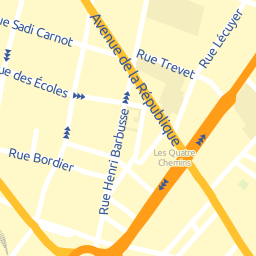 Rue Sadi Carnot
Avenue de la République
Rue Trevet
Rue Lécuyer
ue des Écoles
Rue Henri Barbusse
Rue Bordier
Les Quatre
Chemins